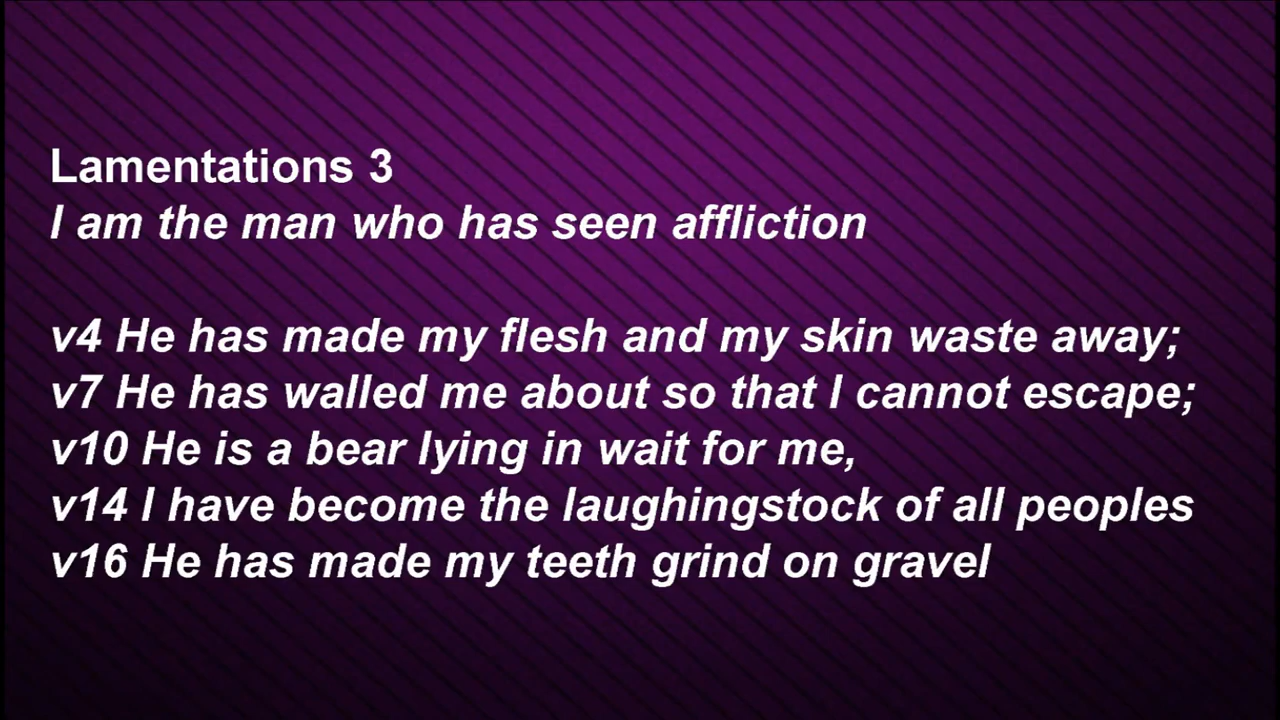 Lamentations 3
I am the man who has seen affliction
v4 He has made my flesh and my skin waste away;
v7 He has walled me about so that I cannot escape;
v10 He is a bear lying in wait for me,
v14 I have become the laughingstock of all peoples
v16 He has made my teeth grind on gravel